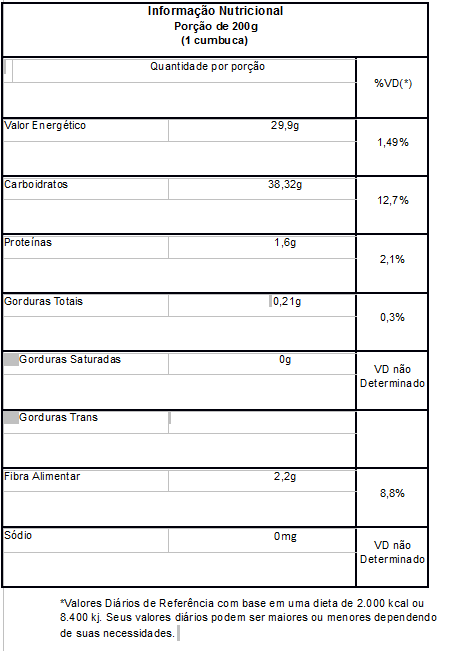 Informação Nutricional
Porção de 200g
(1 cumbuca)
Quantidade por porção
%VD(*)
Valor Energético 29,9g
1,49%
Carboidratos 38,32g
12,7%
Proteínas 1,6g
2,1%
Gorduras Totais 0,21g
0,3%
Gorduras Saturadas 0g
VD não
Determinado
Gorduras Trans
Fibra Alimentar 2,2g
8,8%
Sódio 0mg
VD não
Determinado
*Valores Diários de Referência com base em uma dieta de 2.000 kcal ou
8.400 kj. Seus valores diários podem ser maiores ou menores dependendo
de suas necessidades.